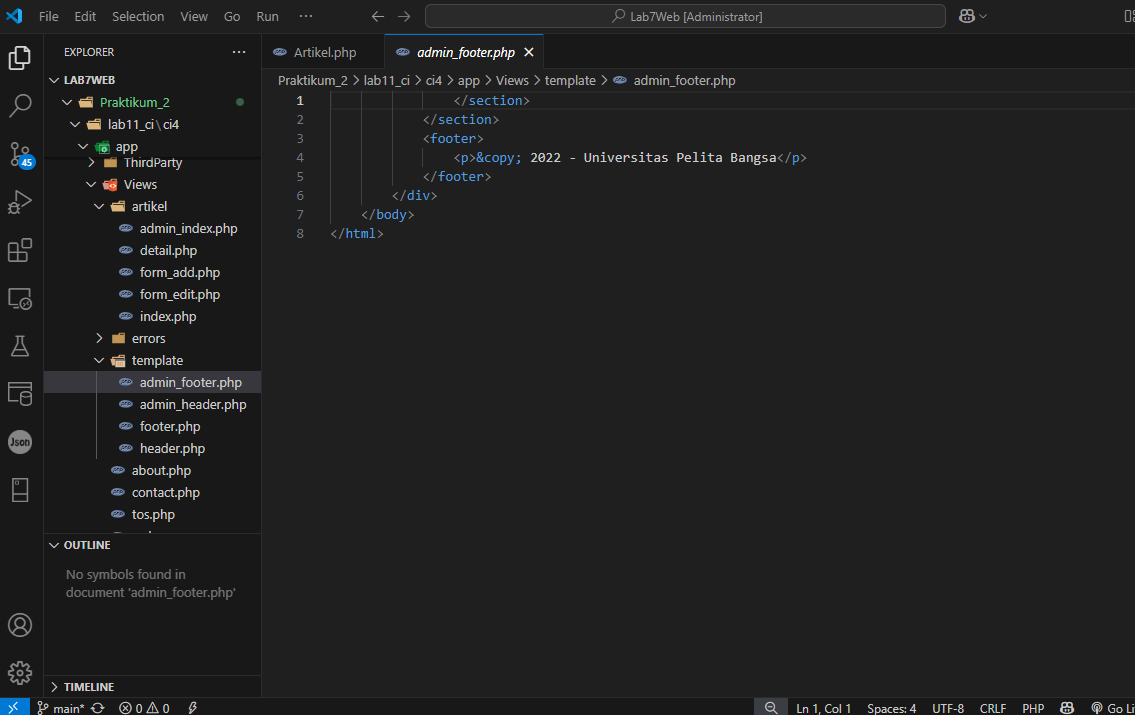 File Edit Selection View Go Run ··· Lab7Web [Administrator]
EXPLORER ···
LAB7WEB
Praktikum_2
lab11_ci\ci4
app
ThirdParty
Views
artikel
admin_index.php
detail.php
form_add.php
form_edit.php
index.php
errors
template
admin_footer.php
admin_header.php
footer.php
header.php
about.php
contact.php
tos.php
OUTLINE
No symbols found in
document 'admin_footer.php'
TIMELINE
45
Json
Artikel.php admin_footer.php
Praktikum_2 > lab11_ci > ci4 > app > Views > template > admin_footer.php
1 </section>
2 </section>
3 <footer>
4 <p>&copy; 2022 - Universitas Pelita Bangsa</p>
5 </footer>
6 </div>
7 </body>
8 </html>
main* 0 0 Ln 1, Col 1 Spaces: 4 UTF-8 CRLF PHP Go Li